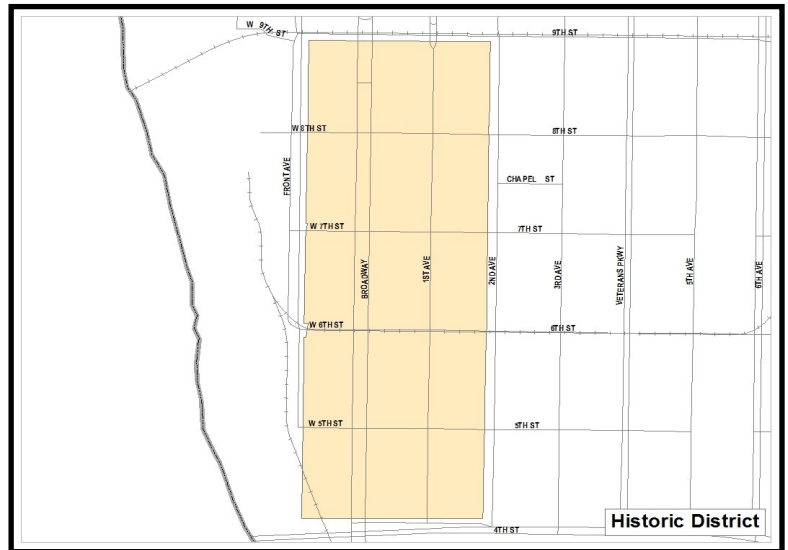 W 9TH ST
9TH ST
W 8TH ST
8TH ST
CHAPEL ST
FRONT AVE
W 7TH ST
7TH ST
BROADWAY
1ST AVE
2ND AVE
3RD AVE
VETERANS PKWY
5TH AVE
6TH AVE
W 6TH ST
6TH ST
W 5TH ST
5TH ST
4TH ST
Historic District